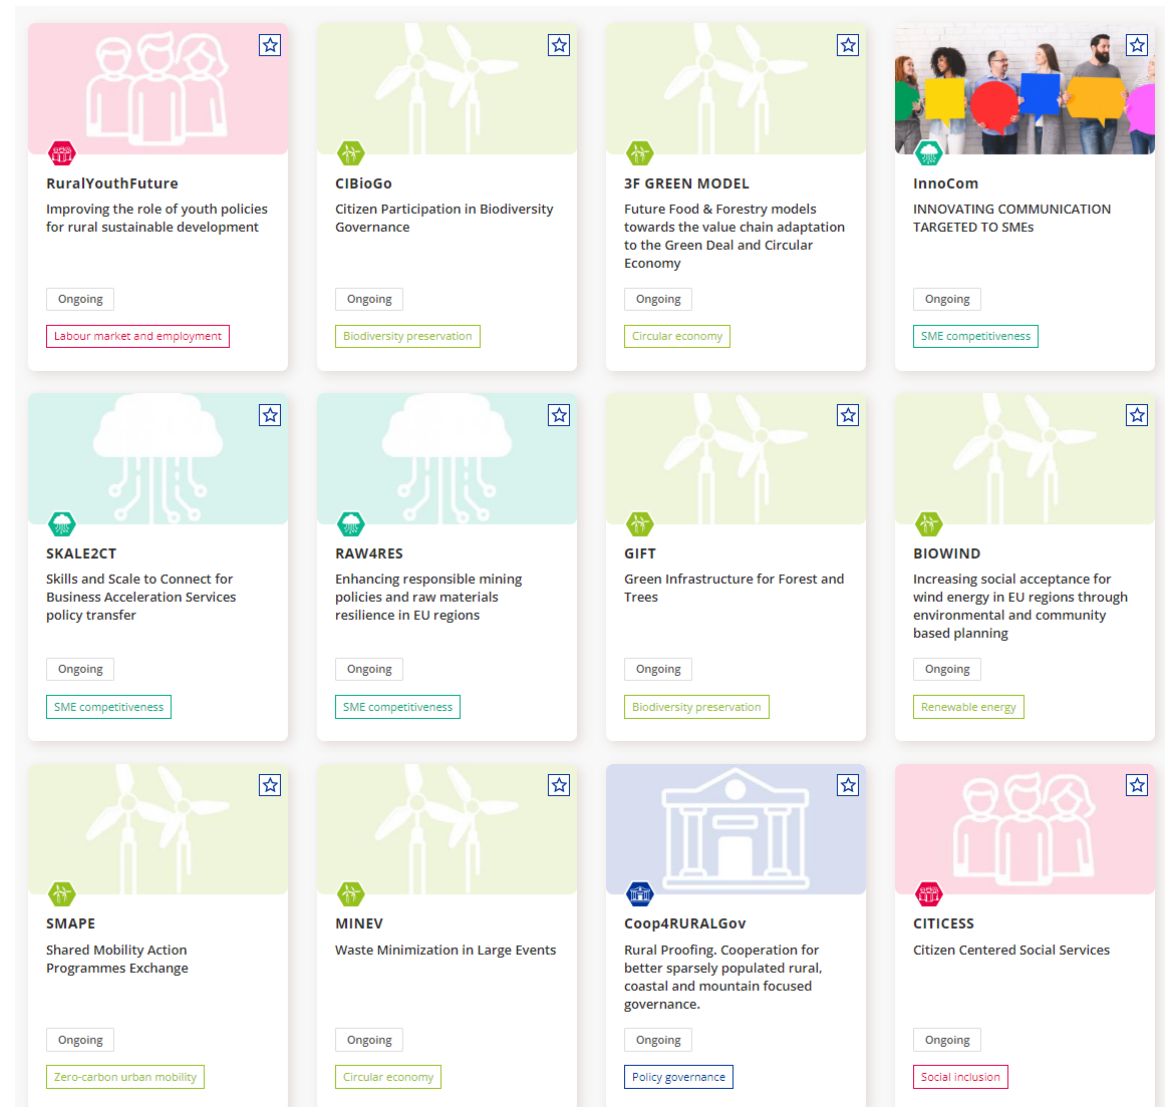 RuralYouthFuture
Improving the role of youth policies
for rural sustainable development
Ongoing
Labour market and employment
CIBioGo
Citizen Participation in Biodiversity
Governance
Ongoing
Biodiversity preservation
3F GREEN MODEL
Future Food & Forestry models
towards the value chain adaptation
to the Green Deal and Circular
Economy
Ongoing
Circular economy
InnoCom
INNOVATING COMMUNICATION
TARGETED TO SMEs
Ongoing
SME competitiveness
SKALE2CT
Skills and Scale to Connect for
Business Acceleration Services
policy transfer
Ongoing
SME competitiveness
RAW4RES
Enhancing responsible mining
policies and raw materials
resilience in EU regions
Ongoing
SME competitiveness
GIFT
Green Infrastructure for Forest and
Trees
Ongoing
Biodiversity preservation
BIOWIND
Increasing social acceptance for
wind energy in EU regions through
environmental and community
based planning
Ongoing
Renewable energy
SMAPE
Shared Mobility Action
Programmes Exchange
Ongoing
Zero-carbon urban mobility
MINEV
Waste Minimization in Large Events
Ongoing
Circular economy
Coop4RURALGov
Rural Proofing. Cooperation for
better sparsely populated rural,
coastal and mountain focused
governance.
Ongoing
Policy governance
CITICESS
Citizen Centered Social Services
Ongoing
Social inclusion